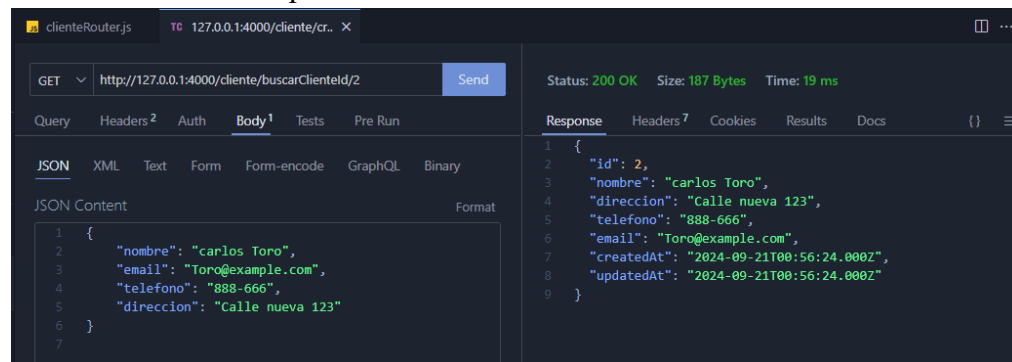 JS clienteRouter.js TC 127.0.0.1:4000/cliente/cr.. ×
GET http://127.0.0.1:4000/cliente/buscarClienteId/2 Send
Query Headers 2 Auth Body 1 Tests Pre Run
JSON XML Text Form Form-encode GraphQL Binary
JSON Content Format
1 {
2 "nombre": "carlos Toro",
3 "email": "Toro@example.com",
4 "telefono": "888-666",
5 "direccion": "Calle nueva 123"
6 }
7
Status: 200 OK Size: 187 Bytes Time: 19 ms
Response Headers 7 Cookies Results Docs {}
1 {
2 "id": 2,
3 "nombre": "carlos Toro",
4 "direccion": "Calle nueva 123",
5 "telefono": "888-666",
6 "email": "Toro@example.com",
7 "createdAt": "2024-09-21T00:56:24.000Z",
8 "updatedAt": "2024-09-21T00:56:24.000Z"
9 }